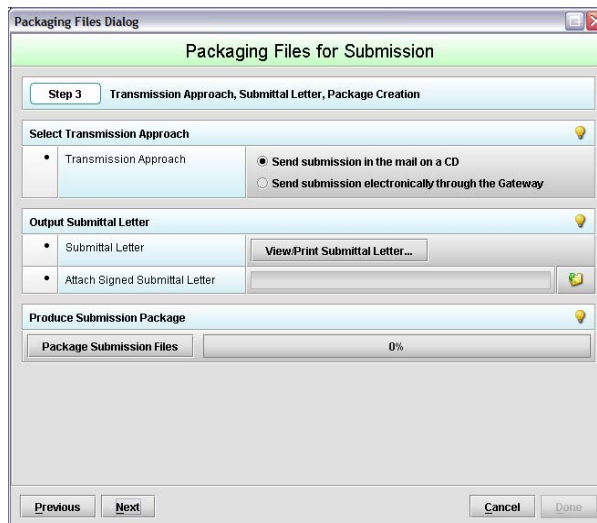 Packaging Files Dialog
Packaging Files for Submission
Step 3 Transmission Approach, Submittal Letter, Package Creation
Select Transmission Approach
Transmission Approach
Send submission in the mail on a CD
Send submission electronically through the Gateway
Output Submittal Letter
Submittal Letter
View/Print Submittal Letter...
Attach Signed Submittal Letter
Produce Submission Package
Package Submission Files
0%
Previous Next Cancel Done